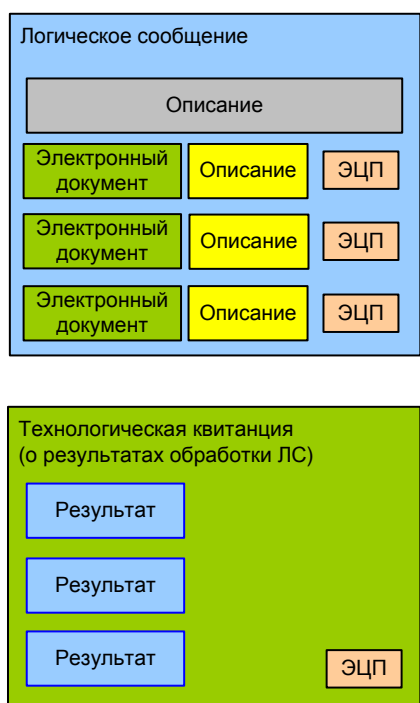 Логическое сообщение
Описание
Электронный
документ
Описание
ЭЦП
Электронный
документ
Описание
ЭЦП
Электронный
документ
Описание
ЭЦП
Технологическая квитанция
(о результатах обработки ЛС)
Результат
Результат
Результат
ЭЦП